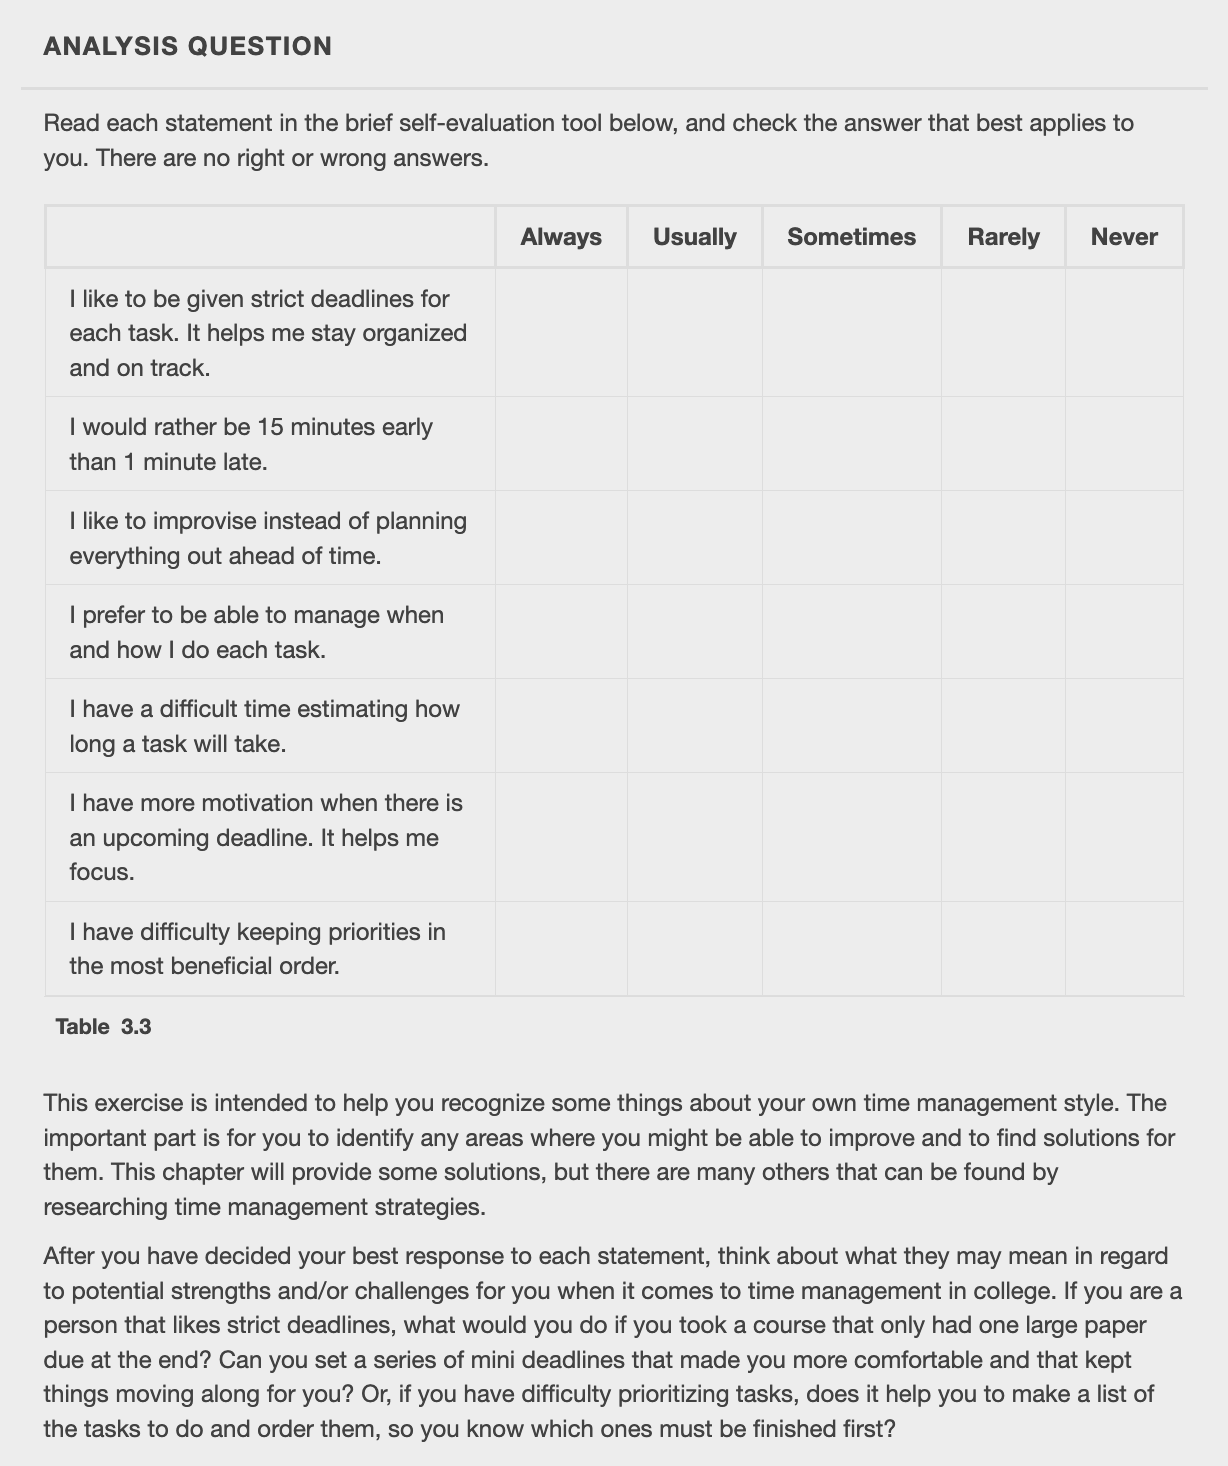 ANALYSIS QUESTION
Read each statement in the brief self-evaluation tool below, and check the answer that best applies to
you. There are no right or wrong answers.
Always Usually Sometimes Rarely Never
I like to be given strict deadlines for
each task. It helps me stay organized
and on track.
I would rather be 15 minutes early
than 1 minute late.
I like to improvise instead of planning
everything out ahead of time.
I prefer to be able to manage when
and how I do each task.
I have a difficult time estimating how
long a task will take.
I have more motivation when there is
an upcoming deadline. It helps me
focus.
I have difficulty keeping priorities in
the most beneficial order.
Table 3.3
This exercise is intended to help you recognize some things about your own time management style. The
important part is for you to identify any areas where you might be able to improve and to find solutions for
them. This chapter will provide some solutions, but there are many others that can be found by
researching time management strategies.
After you have decided your best response to each statement, think about what they may mean in regard
to potential strengths and/or challenges for you when it comes to time management in college. If you are a
person that likes strict deadlines, what would you do if you took a course that only had one large paper
due at the end? Can you set a series of mini deadlines that made you more comfortable and that kept
things moving along for you? Or, if you have difficulty prioritizing tasks, does it help you to make a list of
the tasks to do and order them, so you know which ones must be finished first?